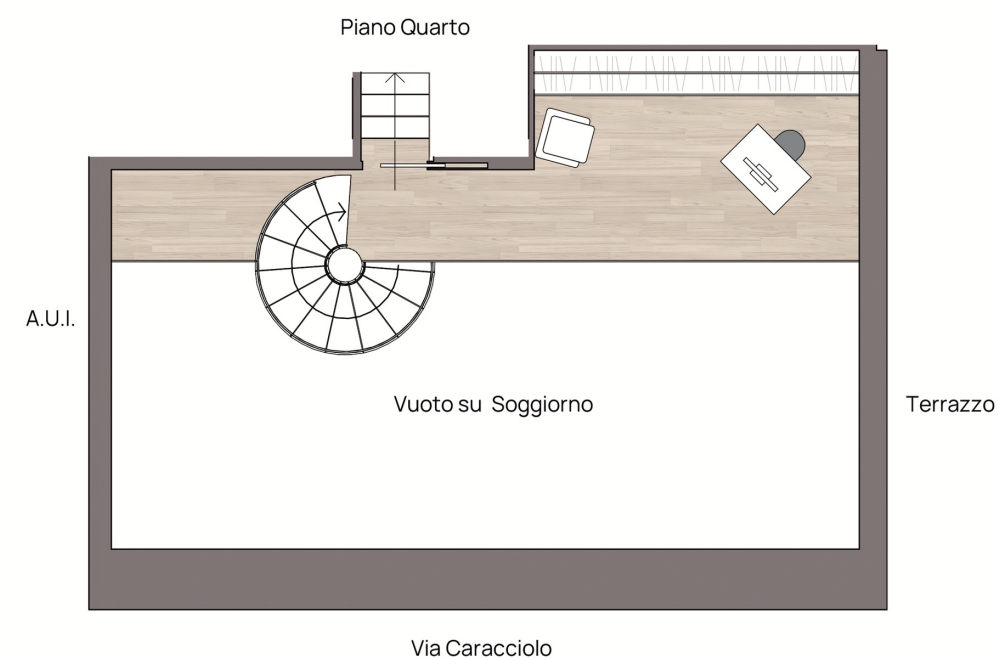 Piano Quarto
A.U.I.
Vuoto su Soggiorno
Terrazzo
Via Caracciolo